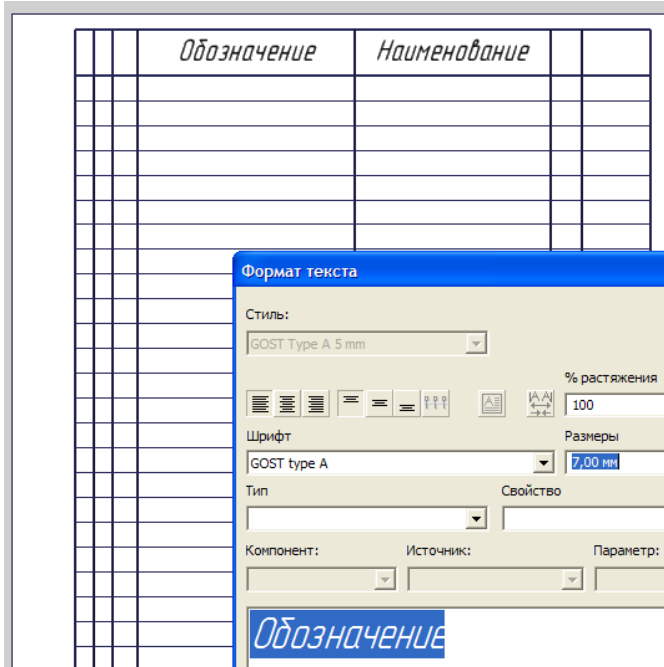 Обозначение Наименование
Формат текста
Стиль:
GOST Type A 5 mm
% растяжения
100
Шрифт Размеры
GOST type A 7,00 мм
Тип Свойство
Компонент: Источник: Параметр:
Обозначение